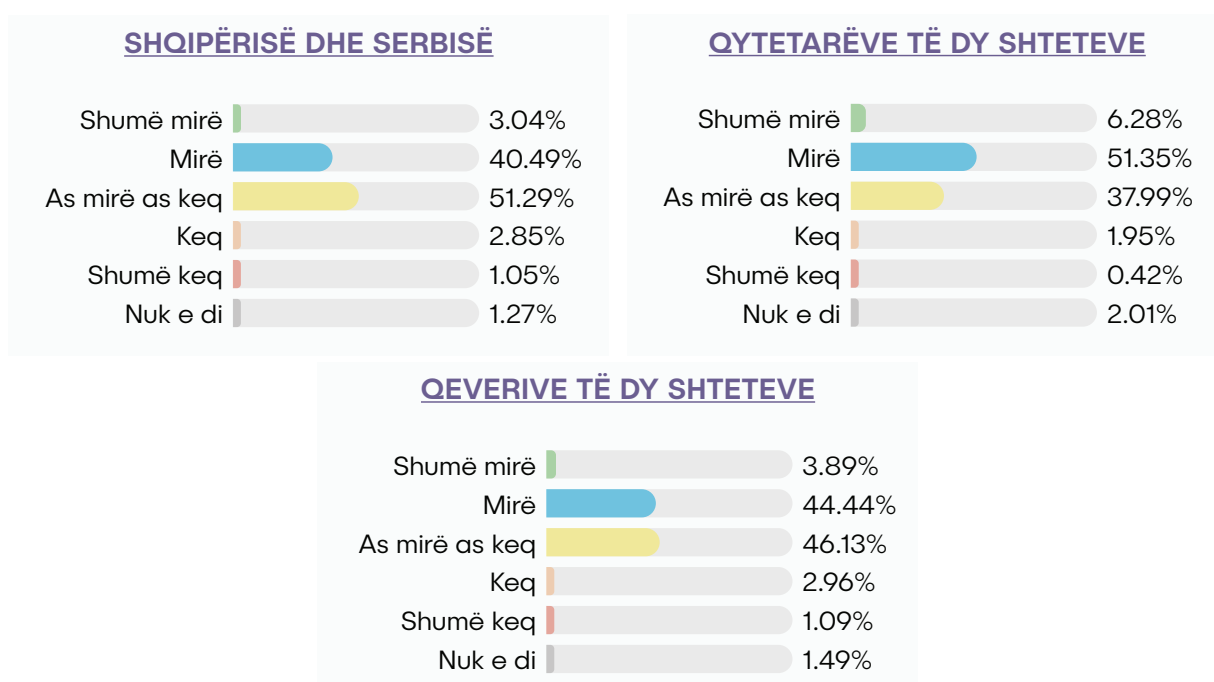 SHQIPËRISË DHE SERBISË
Shumë mirë 3.04%
Mirë 40.49%
As mirë as keq 51.29%
Keq 2.85%
Shumë keq 1.05%
Nuk e di 1.27%
QYTETARËVE TË DY SHTETEVE
Shumë mirë 6.28%
Mirë 51.35%
As mirë as keq 37.99%
Keq 1.95%
Shumë keq 0.42%
Nuk e di 2.01%
QEVERIVE TË DY SHTETEVE
Shumë mirë 3.89%
Mirë 44.44%
As mirë as keq 46.13%
Keq 2.96%
Shumë keq 1.09%
Nuk e di 1.49%